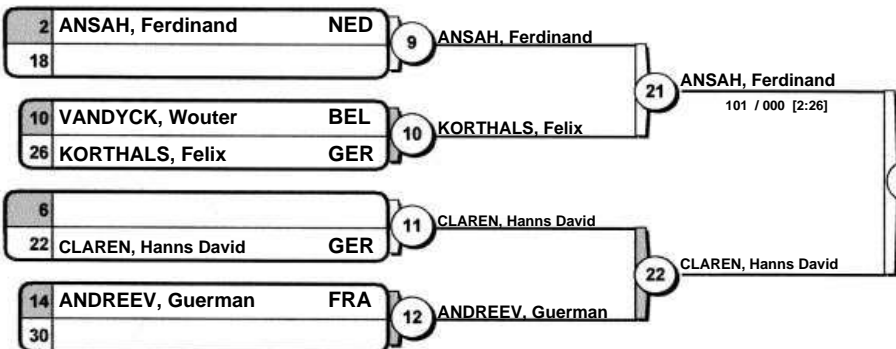 2 ANSAH, Ferdinand NED
18
9
ANSAH, Ferdinand
10 VANDYCK, Wouter BEL
26 KORTHALS, Felix GER
10
KORTHALS, Felix
21
ANSAH, Ferdinand
101 / 000 [2:26]
6
22 CLAREN, Hanns David GER
11
CLAREN, Hanns David
14 ANDREEV, Guerman FRA
30
12
ANDREEV, Guerman
22
CLAREN, Hanns David